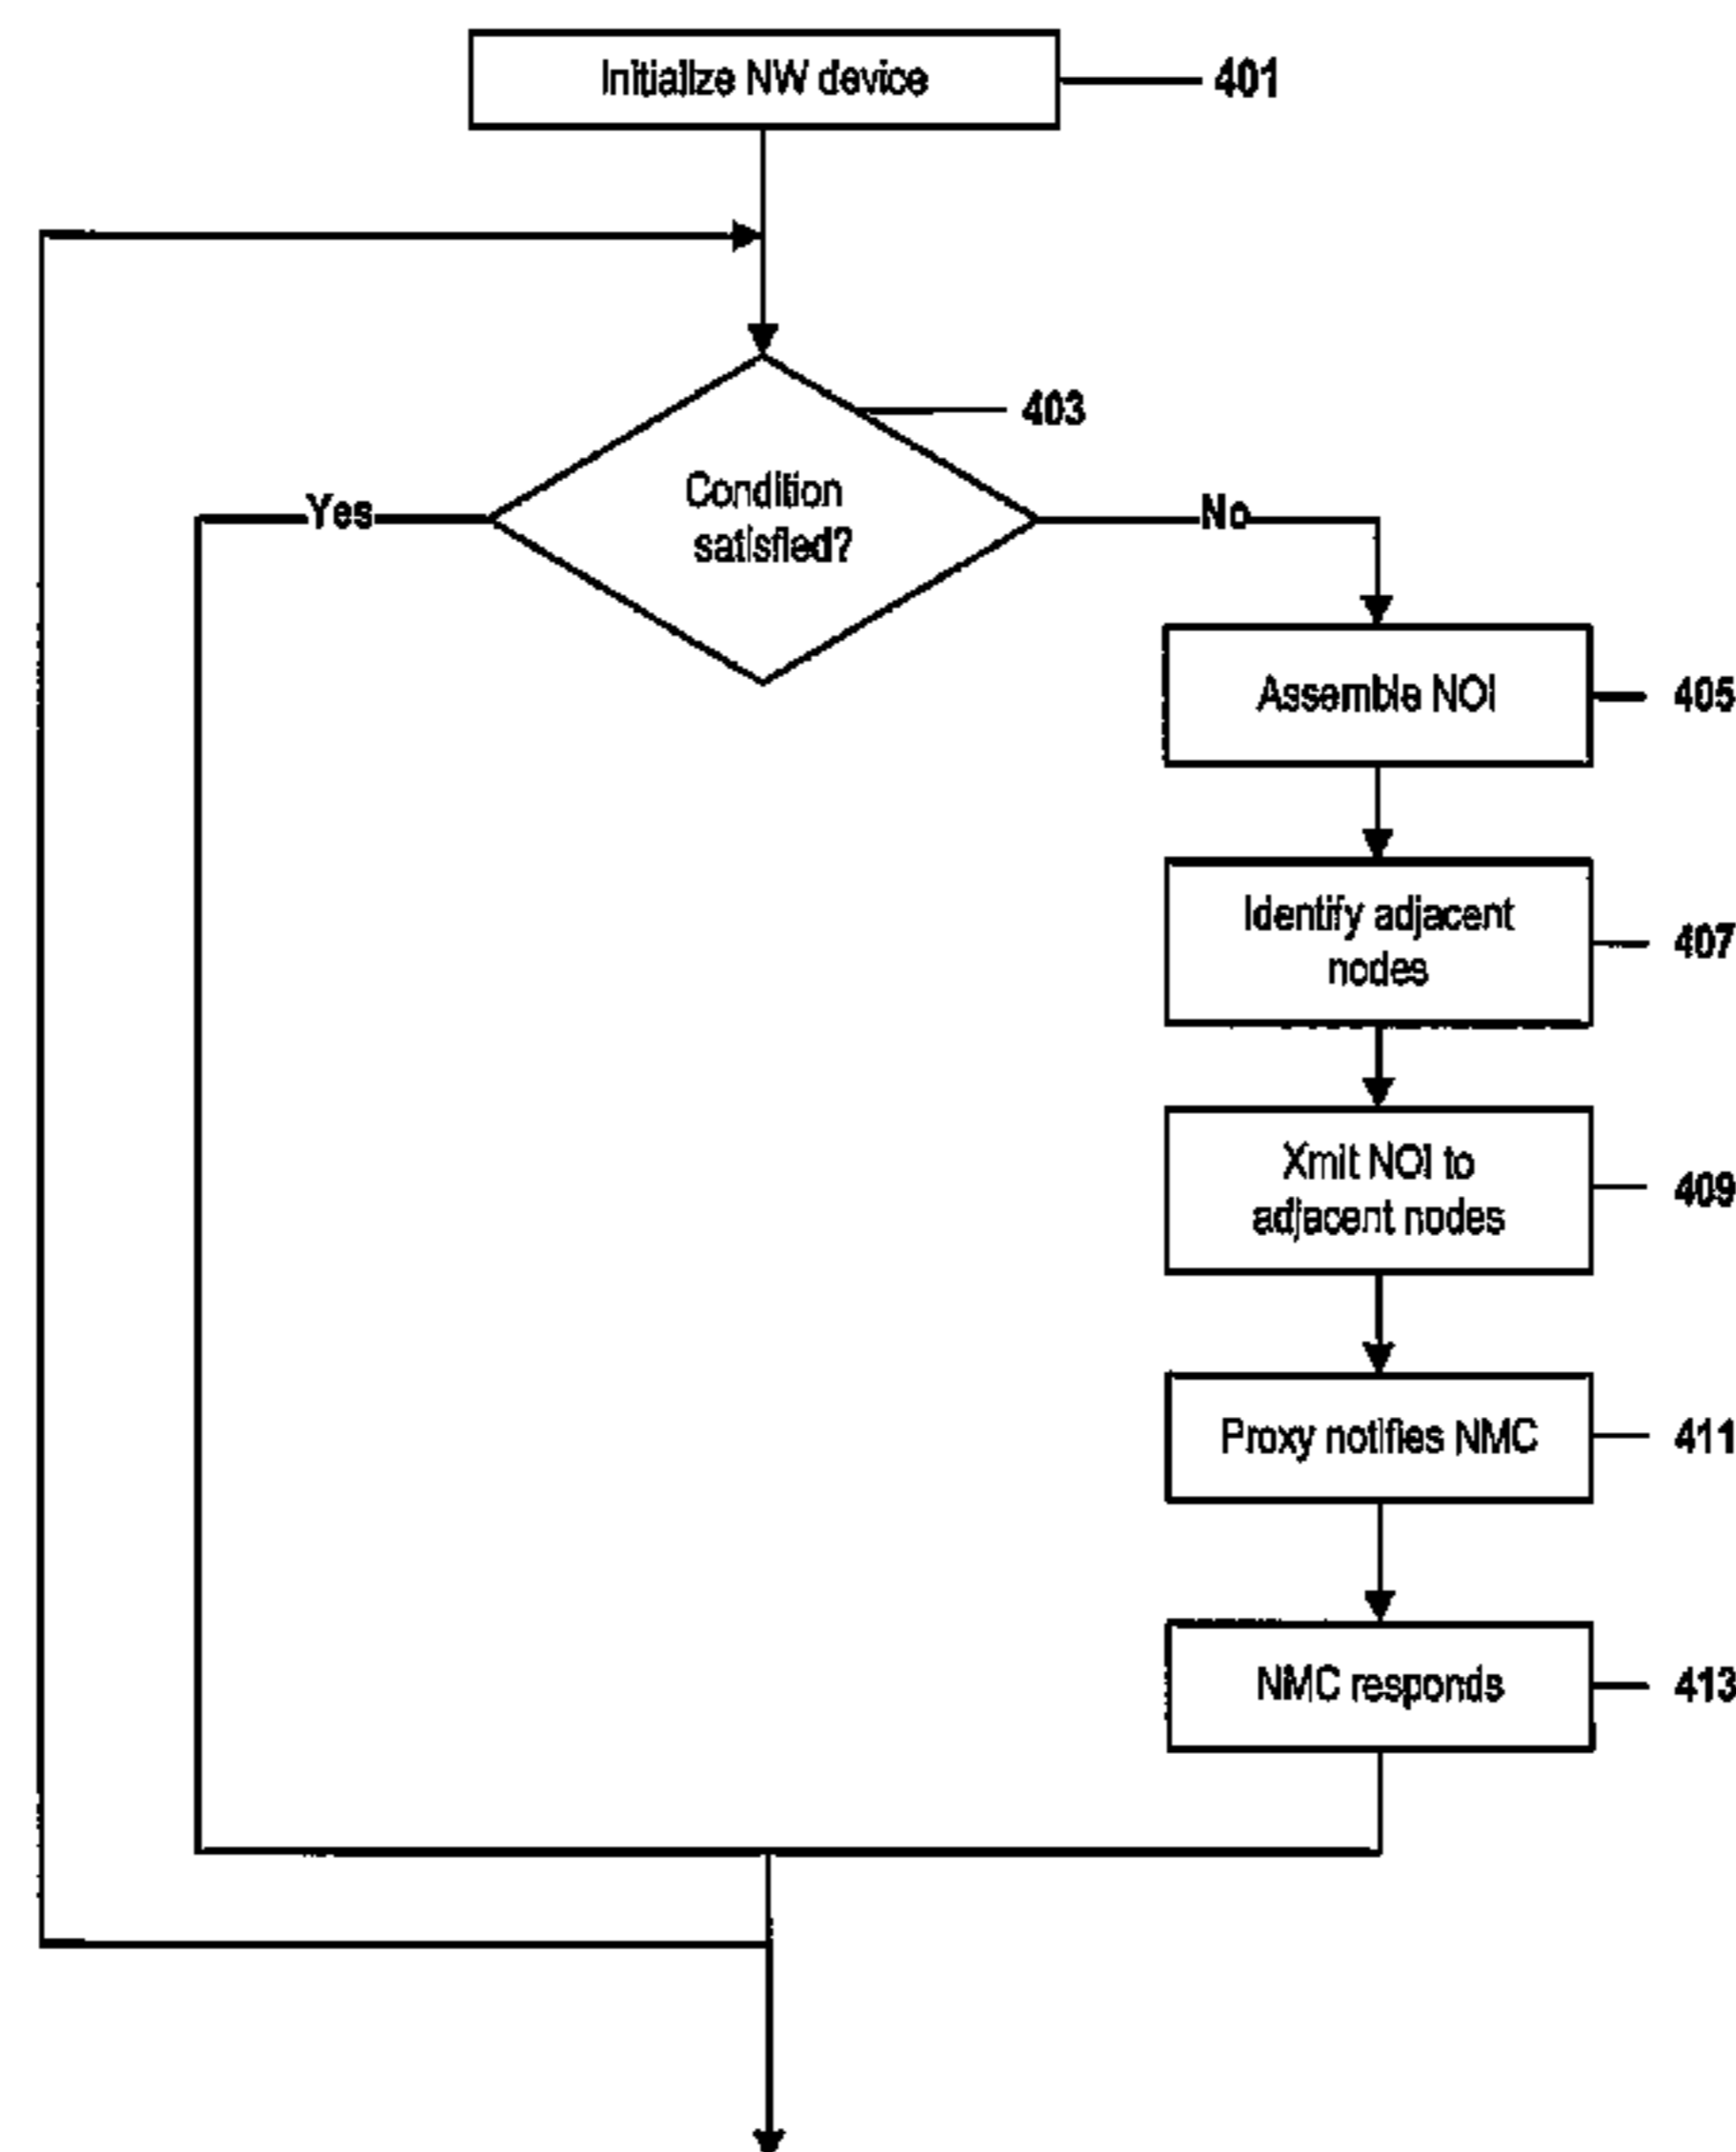 Initialize NW device
401
403
Condition
satisfied?
Yes
No
Assemble NOI
405
Identify adjacent
nodes
407
Xmit NOI to
adjacent nodes
409
Proxy notifies NMC
411
NMC responds
413